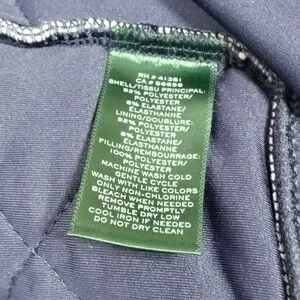 RN # 41381
CA # 56658
SHELL/TISSU PRINCIPAL:
92% POLYESTER/
POLYESTER
8% ELASTANE/
ELASTHANNE
LINING/DOUBLURE:
92% POLYESTER/
POLYESTER
8% ELASTANE/
ELASTHANNE
FILLING/REMBOURRAGE:
100% POLYESTER/
POLYESTER
MACHINE WASH COLD
GENTLE CYCLE
WASH WITH LIKE COLORS
ONLY NON-CHLORINE
BLEACH WHEN NEEDED
REMOVE PROMPTLY
TUMBLE DRY LOW
COOL IRON IF NEEDED
DO NOT DRY CLEAN